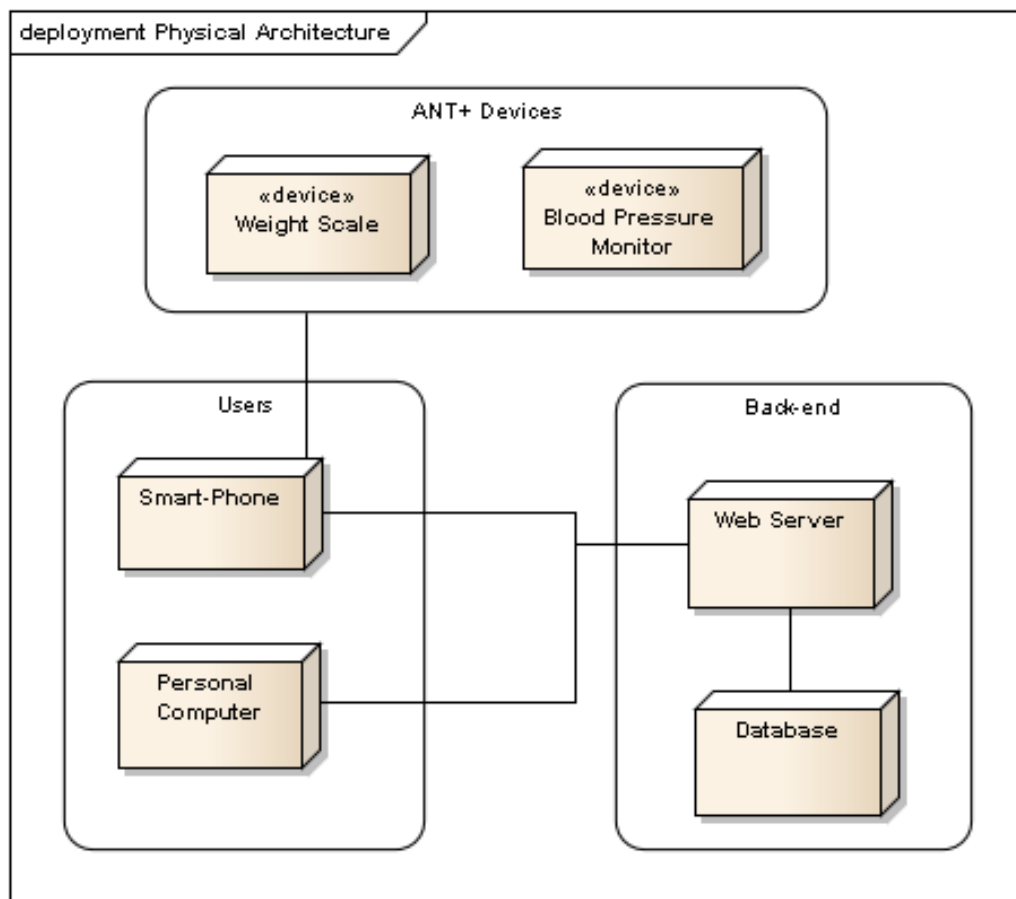 deployment Physical Architecture
ANT+ Devices
«device»
Weight Scale
«device»
Blood Pressure
Monitor
Users
Smart-Phone
Personal
Computer
Back-end
Web Server
Database